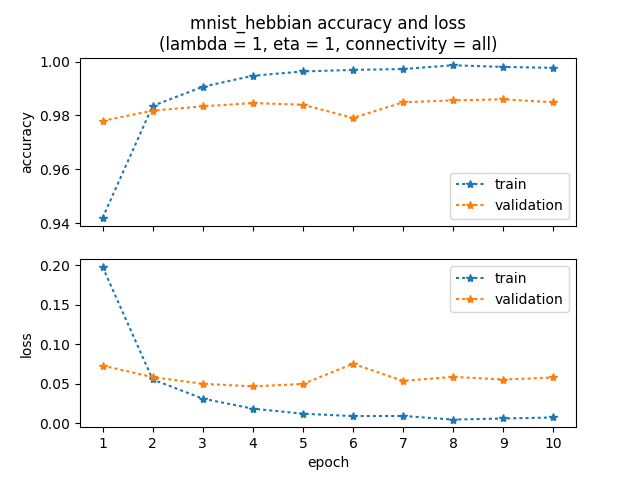 mnist_hebbian accuracy and loss
(lambda = 1, eta = 1, connectivity = all)
1.00
0.98
0.96
0.94
accuracy
train
validation
0.20
0.15
0.10
0.05
0.00
loss
train
validation
1 2 3 4 5 6 7 8 9 10
epoch